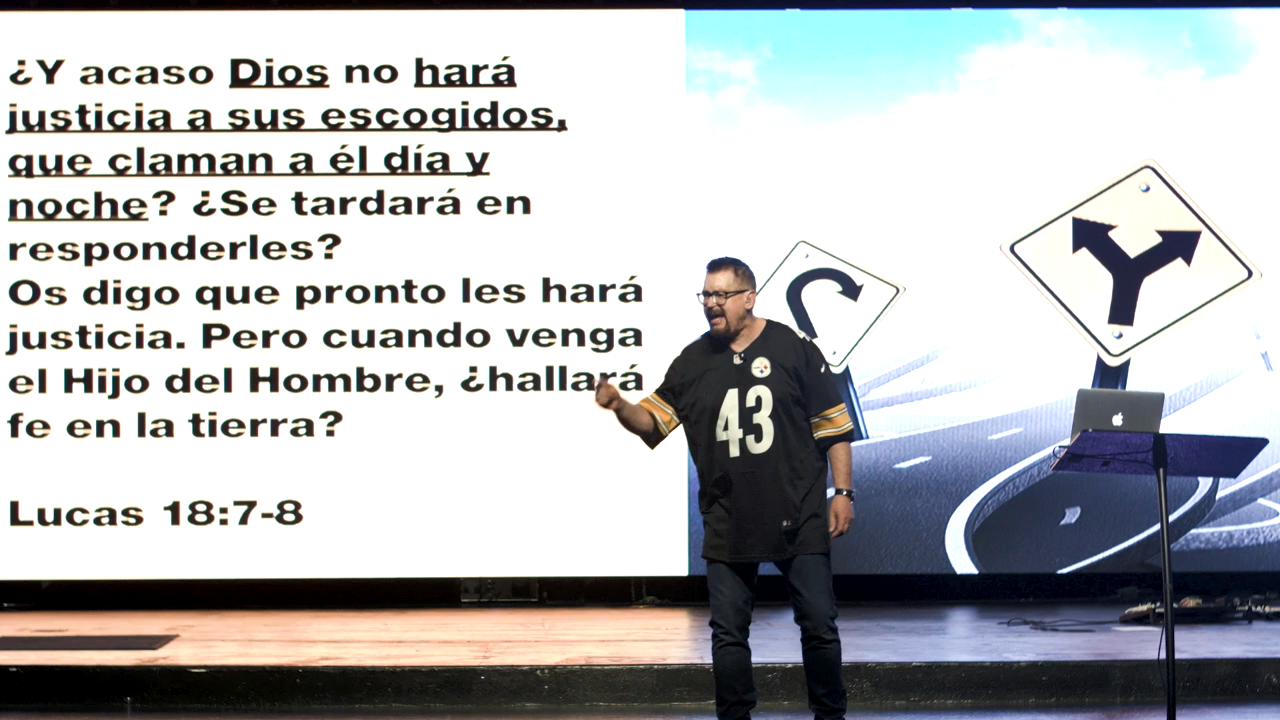 ¿Y acaso Dios no hará
justicia a sus escogidos,
que claman a él día y
noche? ¿Se tardará en
responderles?
Os digo que pronto les hará
justicia. Pero cuando venga
el Hijo del Hombre, ¿hallará
fe en la tierra?
Lucas 18:7-8
43